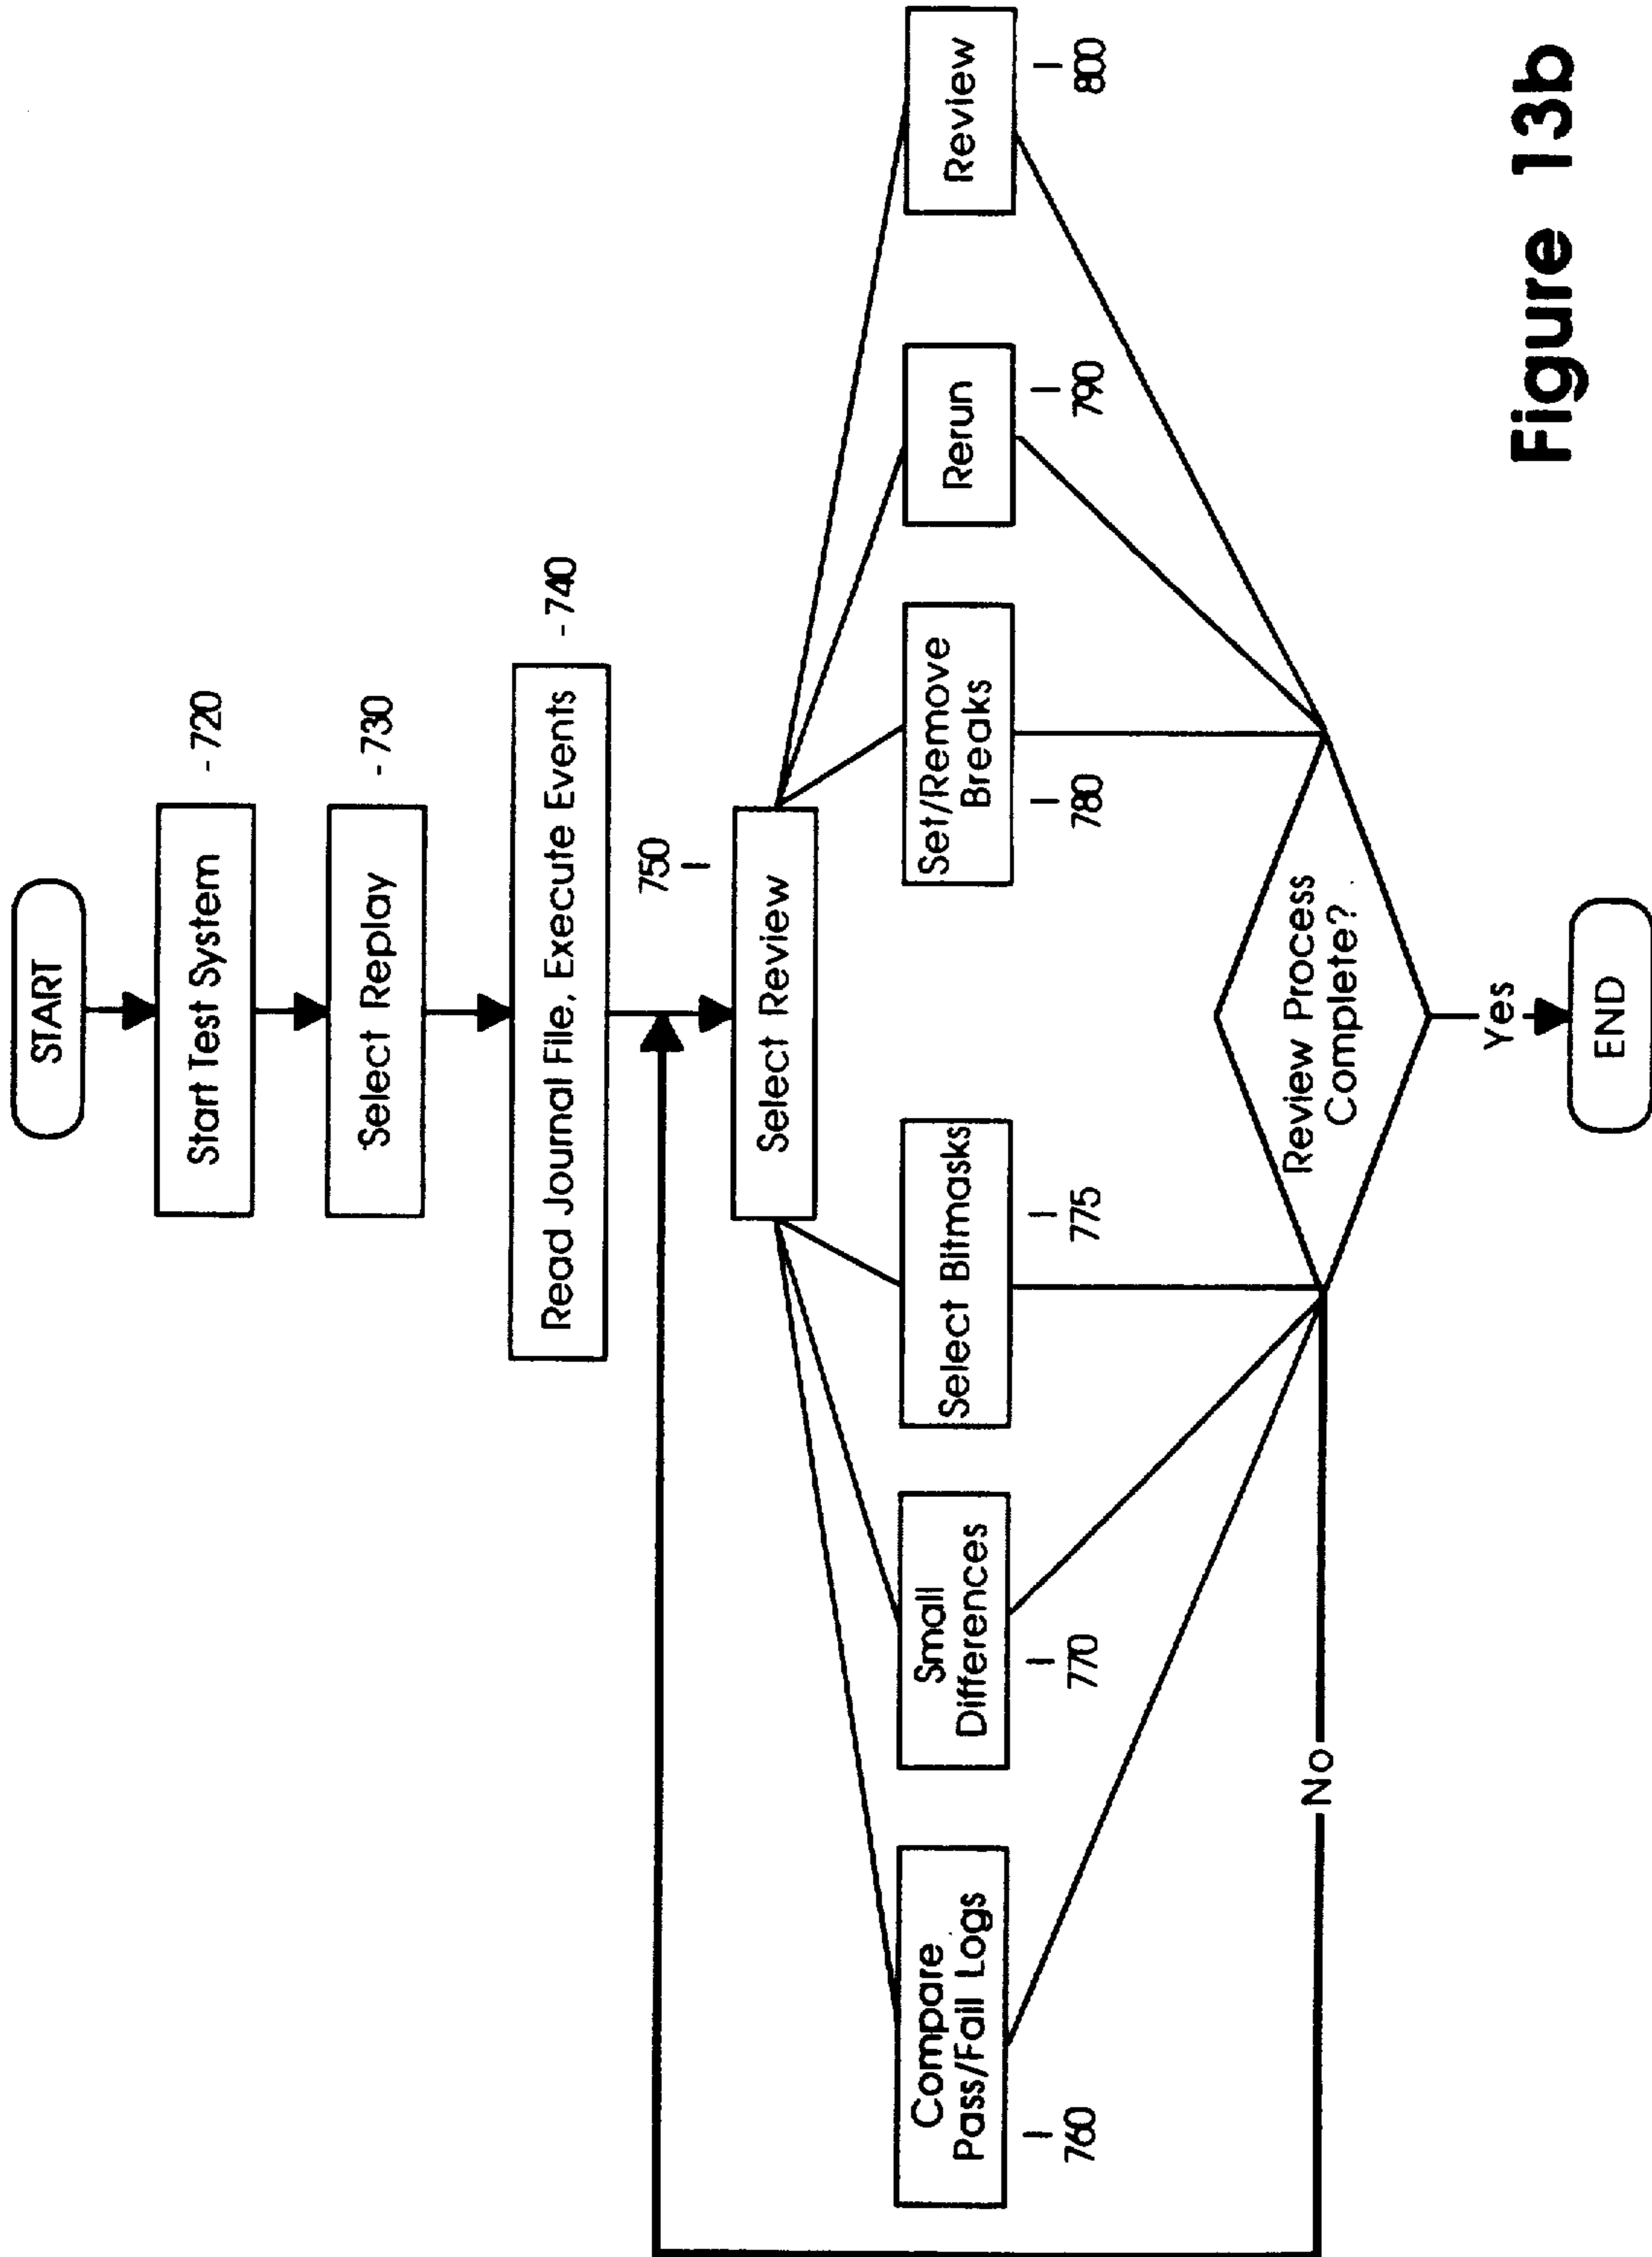 START
Start Test System
- 720
Select Replay
- 730
Read Journal File, Execute Events
- 740
750
Select Review
Compare
Pass/Fail Logs
760
Small
Differences
770
Select Bitmasks
775
Set/Remove
Breaks
780
Rerun
790
Review
800
Review Process
Complete?
No
Yes
END
Figure 13b